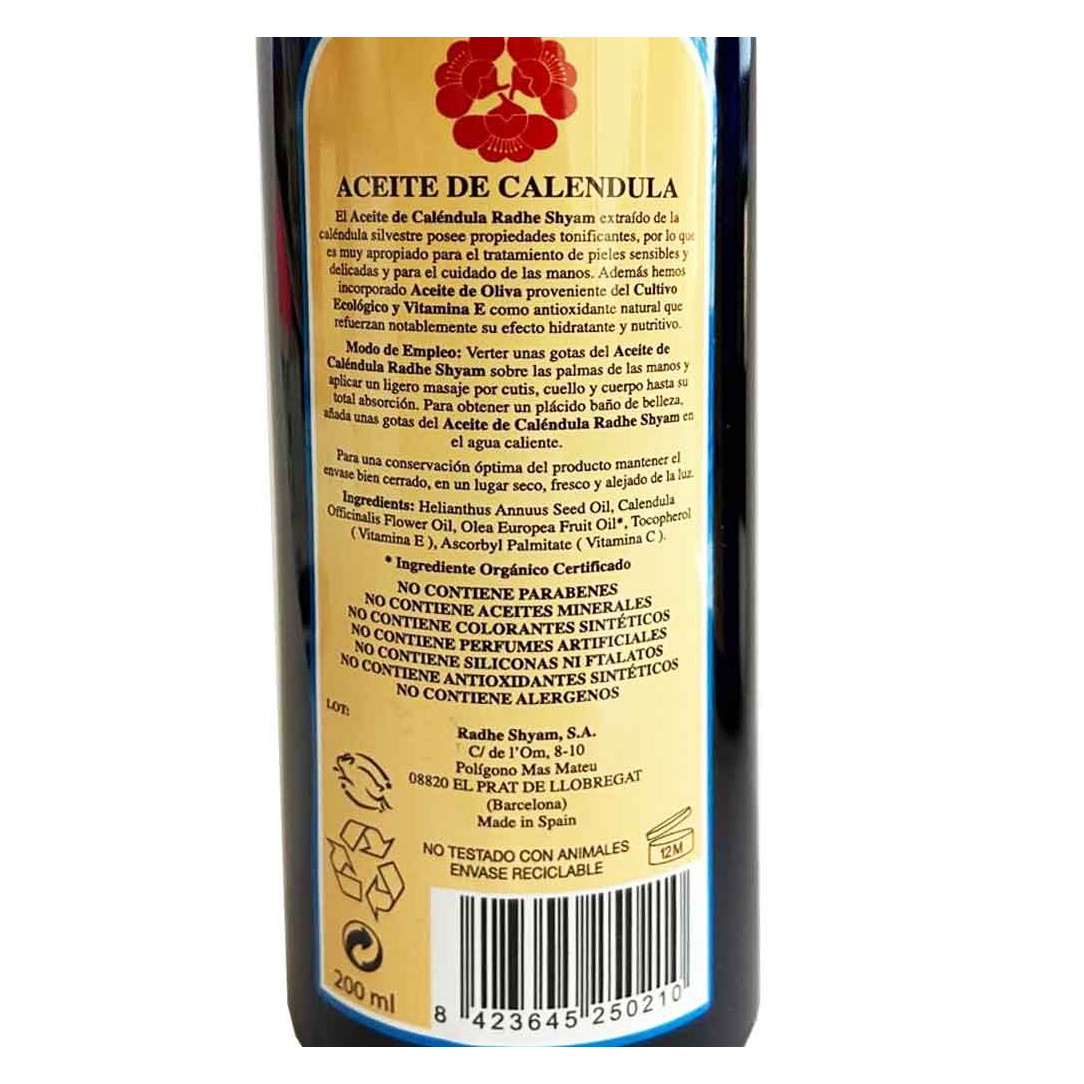 ACEITE DE CALENDULA
El Aceite de Caléndula Radhe Shyam extraído de la
caléndula silvestre posee propiedades tonificantes, por lo que
es muy apropiado para el tratamiento de pieles sensibles y
delicadas y para el cuidado de las manos. Además hemos
incorporado Aceite de Oliva proveniente del Cultivo
Ecológico y Vitamina E como antioxidante natural que
refuerzan notablemente su efecto hidratante y nutritivo.
Modo de Empleo: Verter unas gotas del Aceite de
Caléndula Radhe Shyam sobre las palmas de las manos y
aplicar un ligero masaje por cutis, cuello y cuerpo hasta su
total absorción. Para obtener un plácido baño de belleza,
añada unas gotas del Aceite de Caléndula Radhe Shyam en
el agua caliente.
Para una conservación óptima del producto mantener el
envase bien cerrado, en un lugar seco, fresco y alejado de la luz.
Ingredients: Helianthus Annuus Seed Oil, Calendula
Officinalis Flower Oil, Olea Europea Fruit Oil*, Tocopherol
( Vitamina E ), Ascorbyl Palmitate ( Vitamina C ).
* Ingrediente Orgánico Certificado
NO CONTIENE PARABENES
NO CONTIENE ACEITES MINERALES
NO CONTIENE COLORANTES SINTÉTICOS
NO CONTIENE PERFUMES ARTIFICIALES
NO CONTIENE SILICONAS NI FTALATOS
NO CONTIENE ANTIOXIDANTES SINTÉTICOS
NO CONTIENE ALERGENOS
LOT:
Radhe Shyam, S.A.
C/ de l'Om, 8-10
Polígono Mas Mateu
08820 EL PRAT DE LLOBREGAT
(Barcelona)
Made in Spain
NO TESTADO CON ANIMALES
ENVASE RECICLABLE
12M
200 ml
8 423645 250210